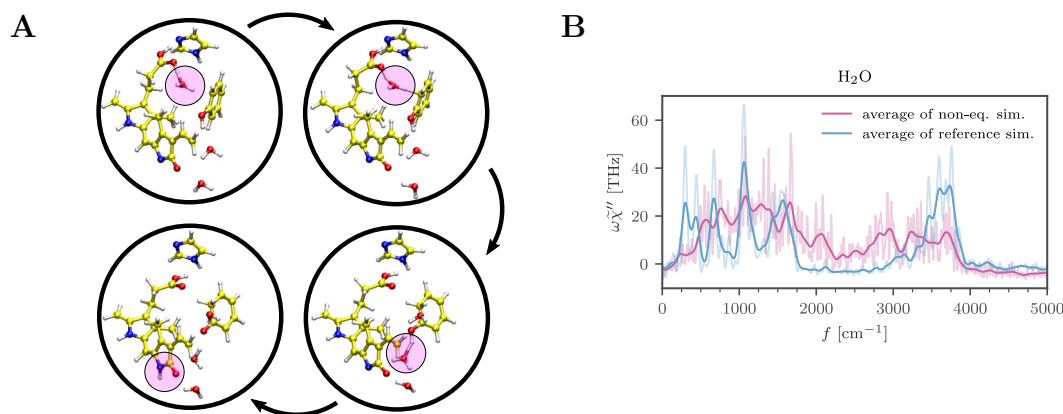 A
B
H₂O
average of non-eq. sim.
average of reference sim.
ωχ̃′′ [THz]
60
40
20
0
0 1000 2000 3000 4000 5000
f [cm⁻¹]